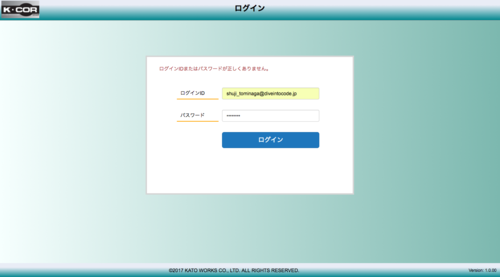 K-COR
ログイン
ログインIDまたはパスワードが正しくありません。
ログインID
shuji_tominaga@diveintocode.jp
パスワード
••••••••
ログイン
©2017 KATO WORKS CO., LTD. ALL RIGHTS RESERVED.
Version: 1.0.00